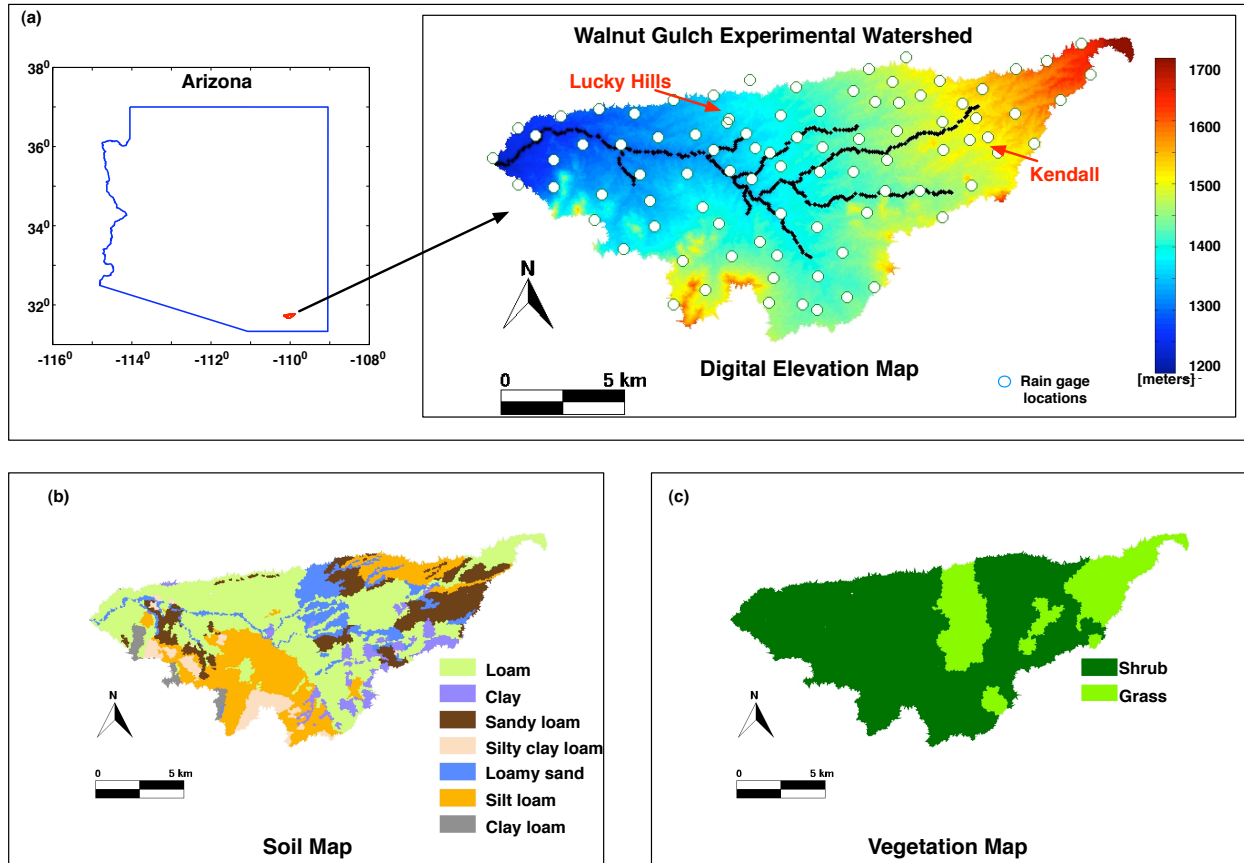 (a)
Arizona
38⁰
36⁰
34⁰
32⁰
-116⁰
-114⁰
-112⁰
-110⁰
-108⁰
Walnut Gulch Experimental Watershed
Lucky Hills
Kendall
N
0 5 km
Digital Elevation Map
Rain gage
locations
1700
1600
1500
1400
1300
1200
[meters]
(b)
N
0 5 km
Loam
Clay
Sandy loam
Silty clay loam
Loamy sand
Silt loam
Clay loam
Soil Map
(c)
N
0 5 km
Shrub
Grass
Vegetation Map